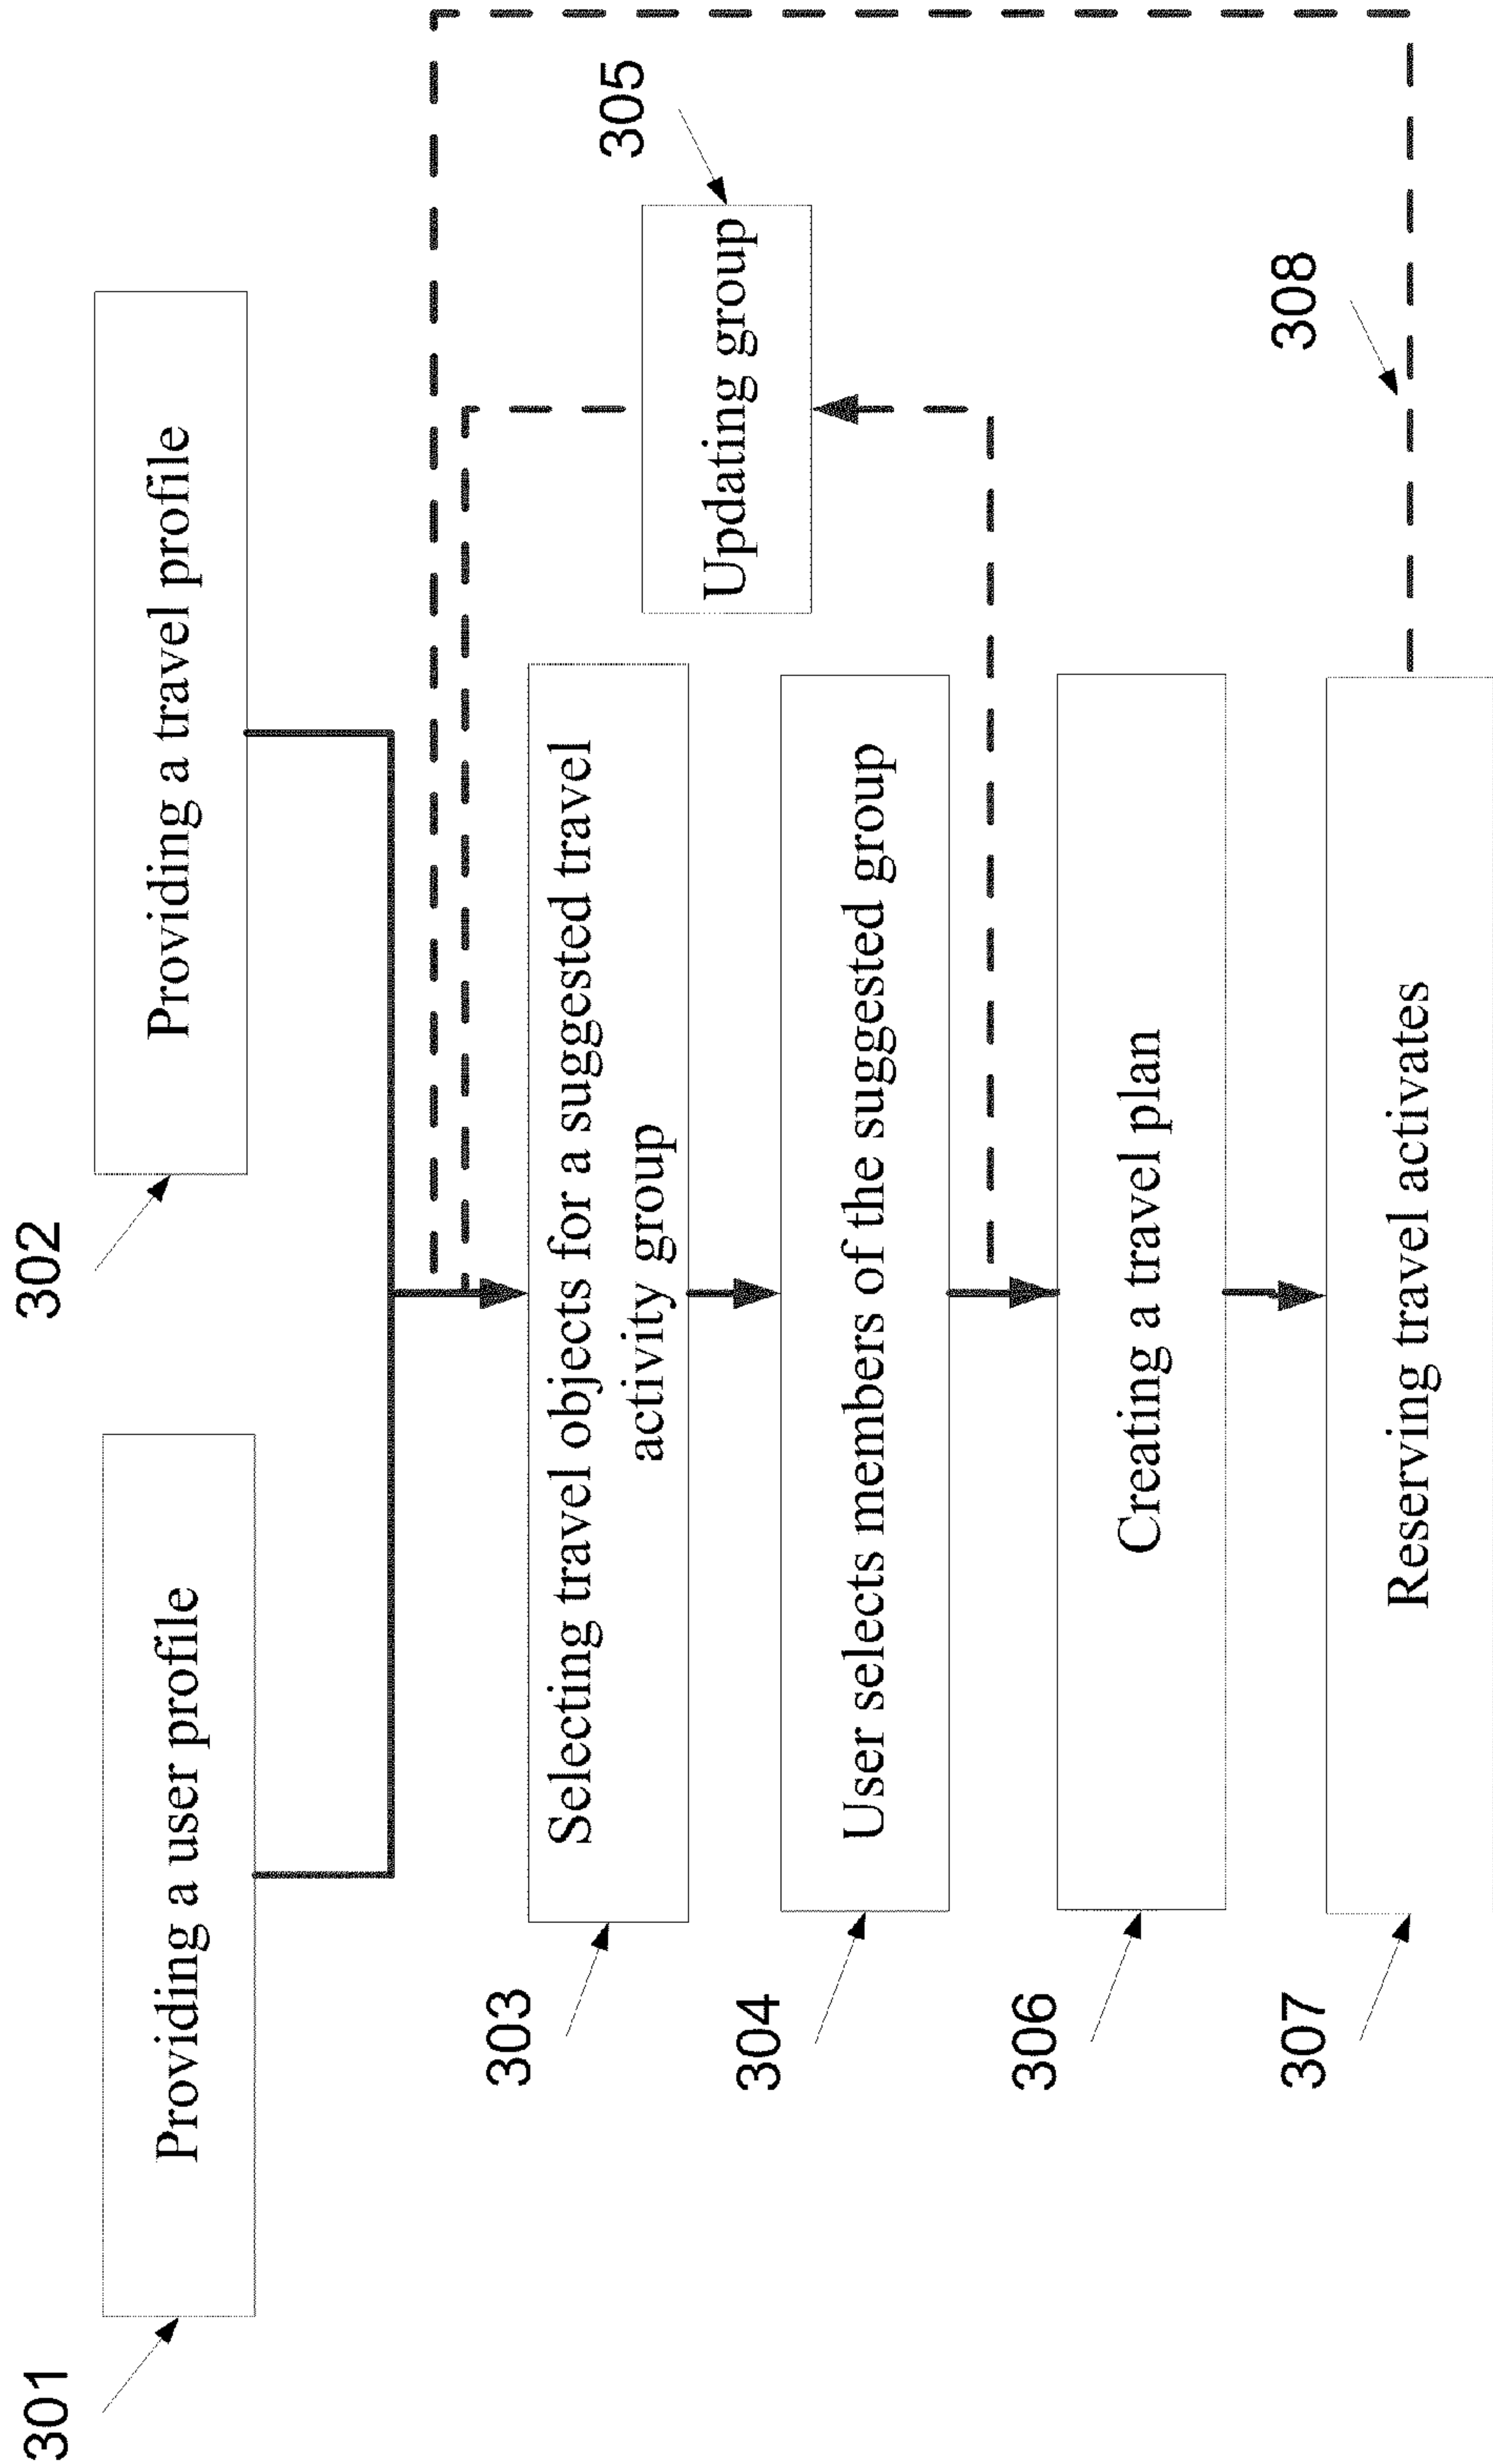 301
Providing a user profile
302
Providing a travel profile
303
Selecting travel objects for a suggested travel
activity group
304
User selects members of the suggested group
305
Updating group
306
Creating a travel plan
307
Reserving travel activates
308